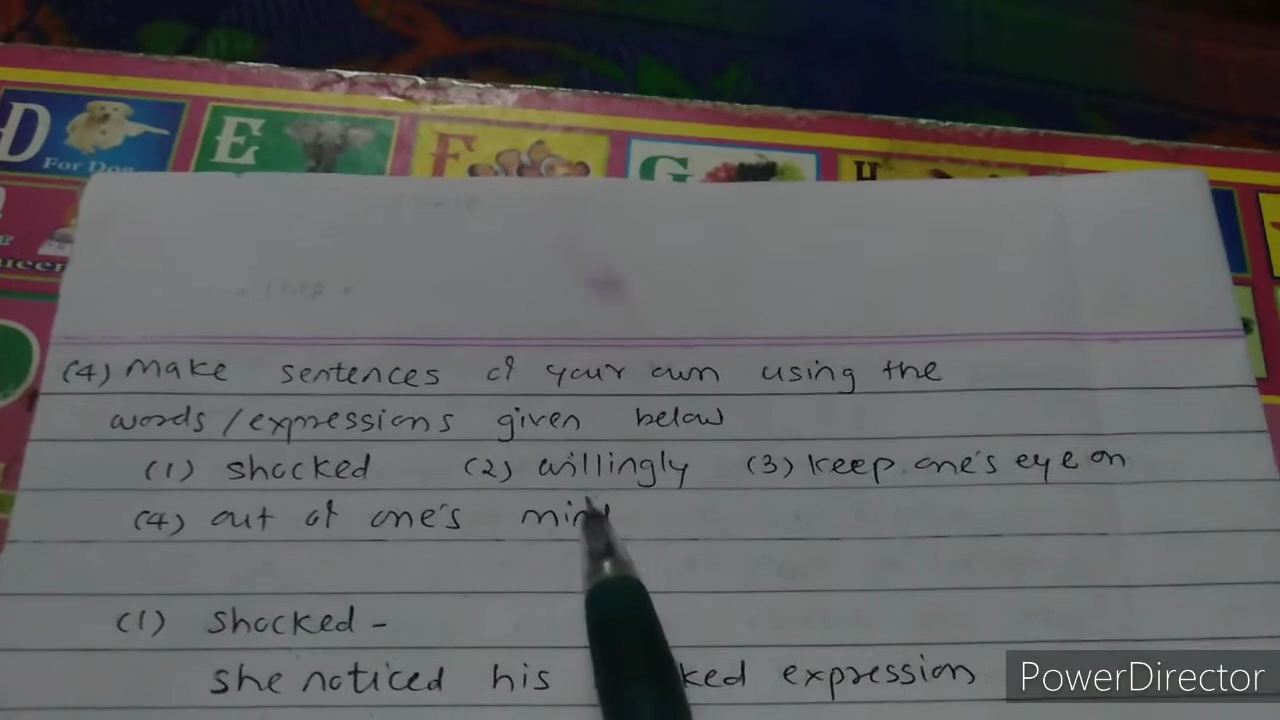 D
For Dog
E
F
G
H
(4) Make sentences of your own using the
words/expressions given below
(1) shocked (2) willingly (3) keep one's eye on
(4) out of one's mind
(1) shocked -
she noticed his expression
PowerDirector